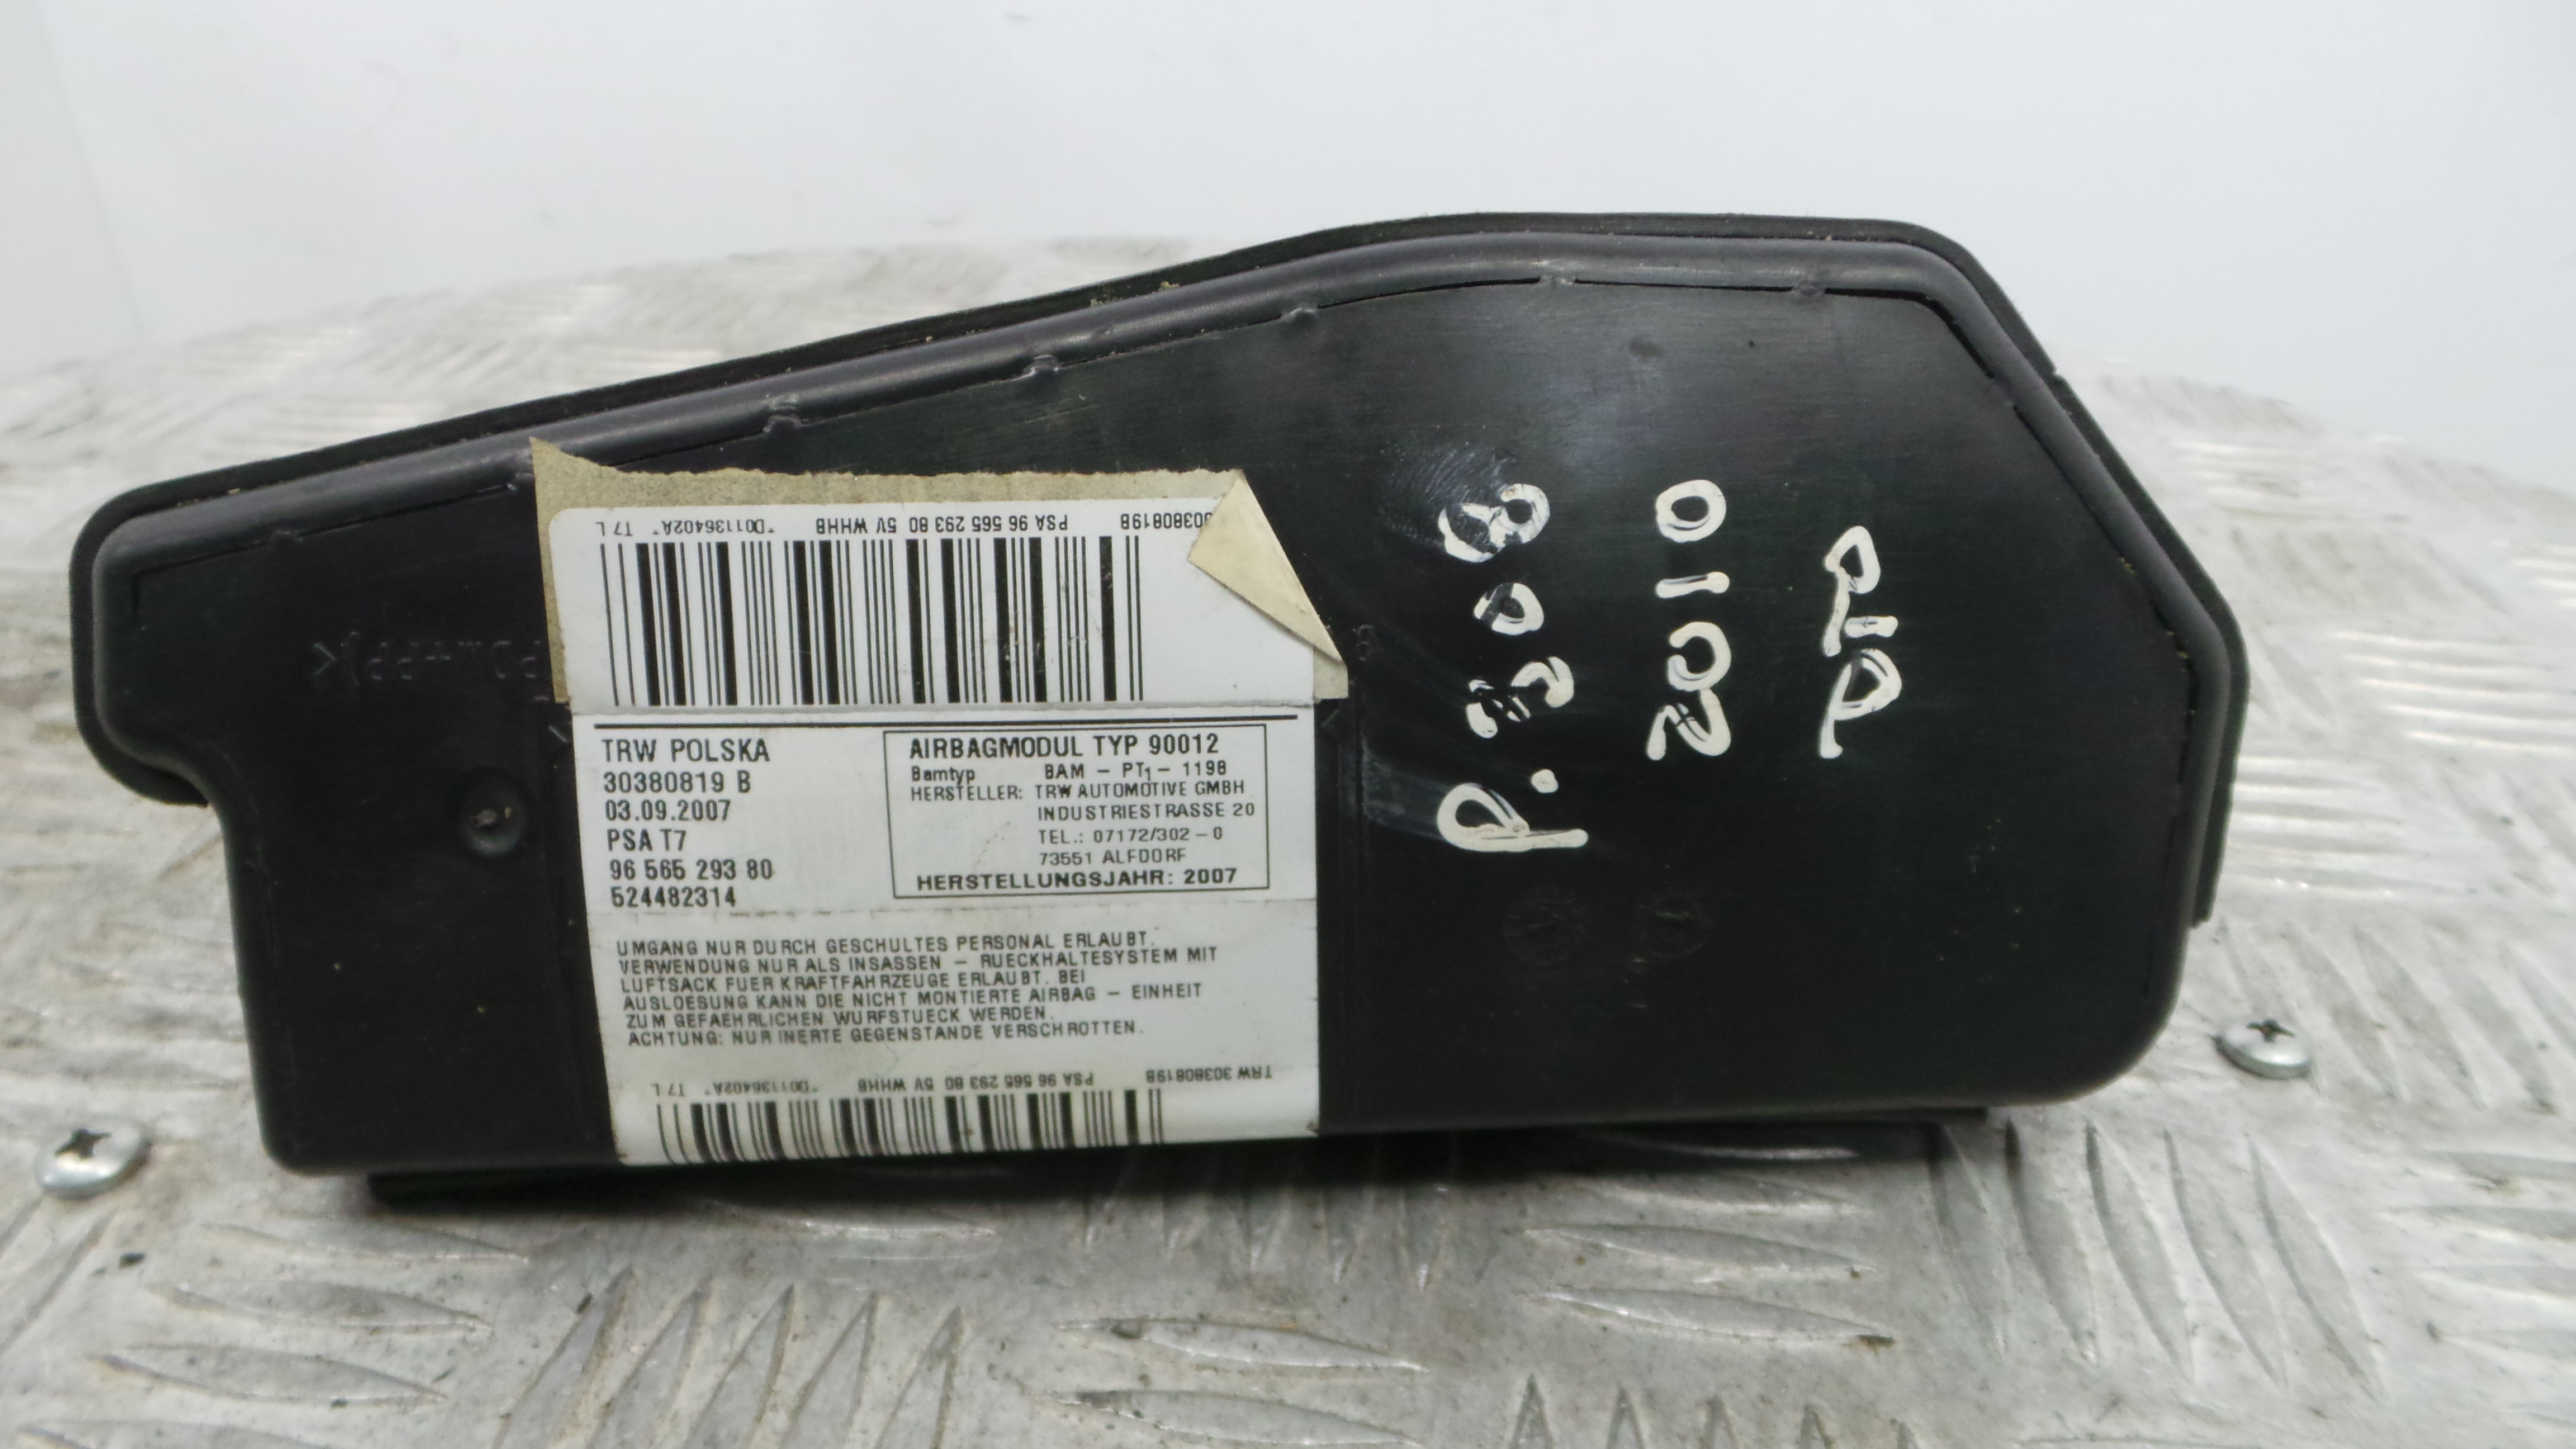 30380819B PSA 96 565 293 80 5V WHHB *D01136402A* T7 L
TRW POLSKA
30380819 B
03.09.2007
PSA T7
96 565 293 80
524482314
AIRBAGMODUL TYP 90012
Bamtyp BAM - PT1 - 1198
HERSTELLER: TRW AUTOMOTIVE GMBH
INDUSTRIESTRASSE 20
TEL.: 07172/302-0
73551 ALFDORF
HERSTELLUNGSJAHR: 2007
UMGANG NUR DURCH GESCHULTES PERSONAL ERLAUBT.
VERWENDUNG NUR ALS INSASSEN - RUECKHALTESYSTEM MIT
LUFTSACK FUER KRAFTFAHRZEUGE ERLAUBT. BEI
AUSLOESUNG KANN DIE NICHT MONTIERTE AIRBAG - EINHEIT
ZUM GEFAEHRLICHEN WURFSTUECK WERDEN.
ACHTUNG: NUR INERTE GEGENSTANDE VERSCHROTTEN.
TRW 30380819B PSA 96 565 293 80 5V WHHB *D01136402A* T7 L
P.308
2010